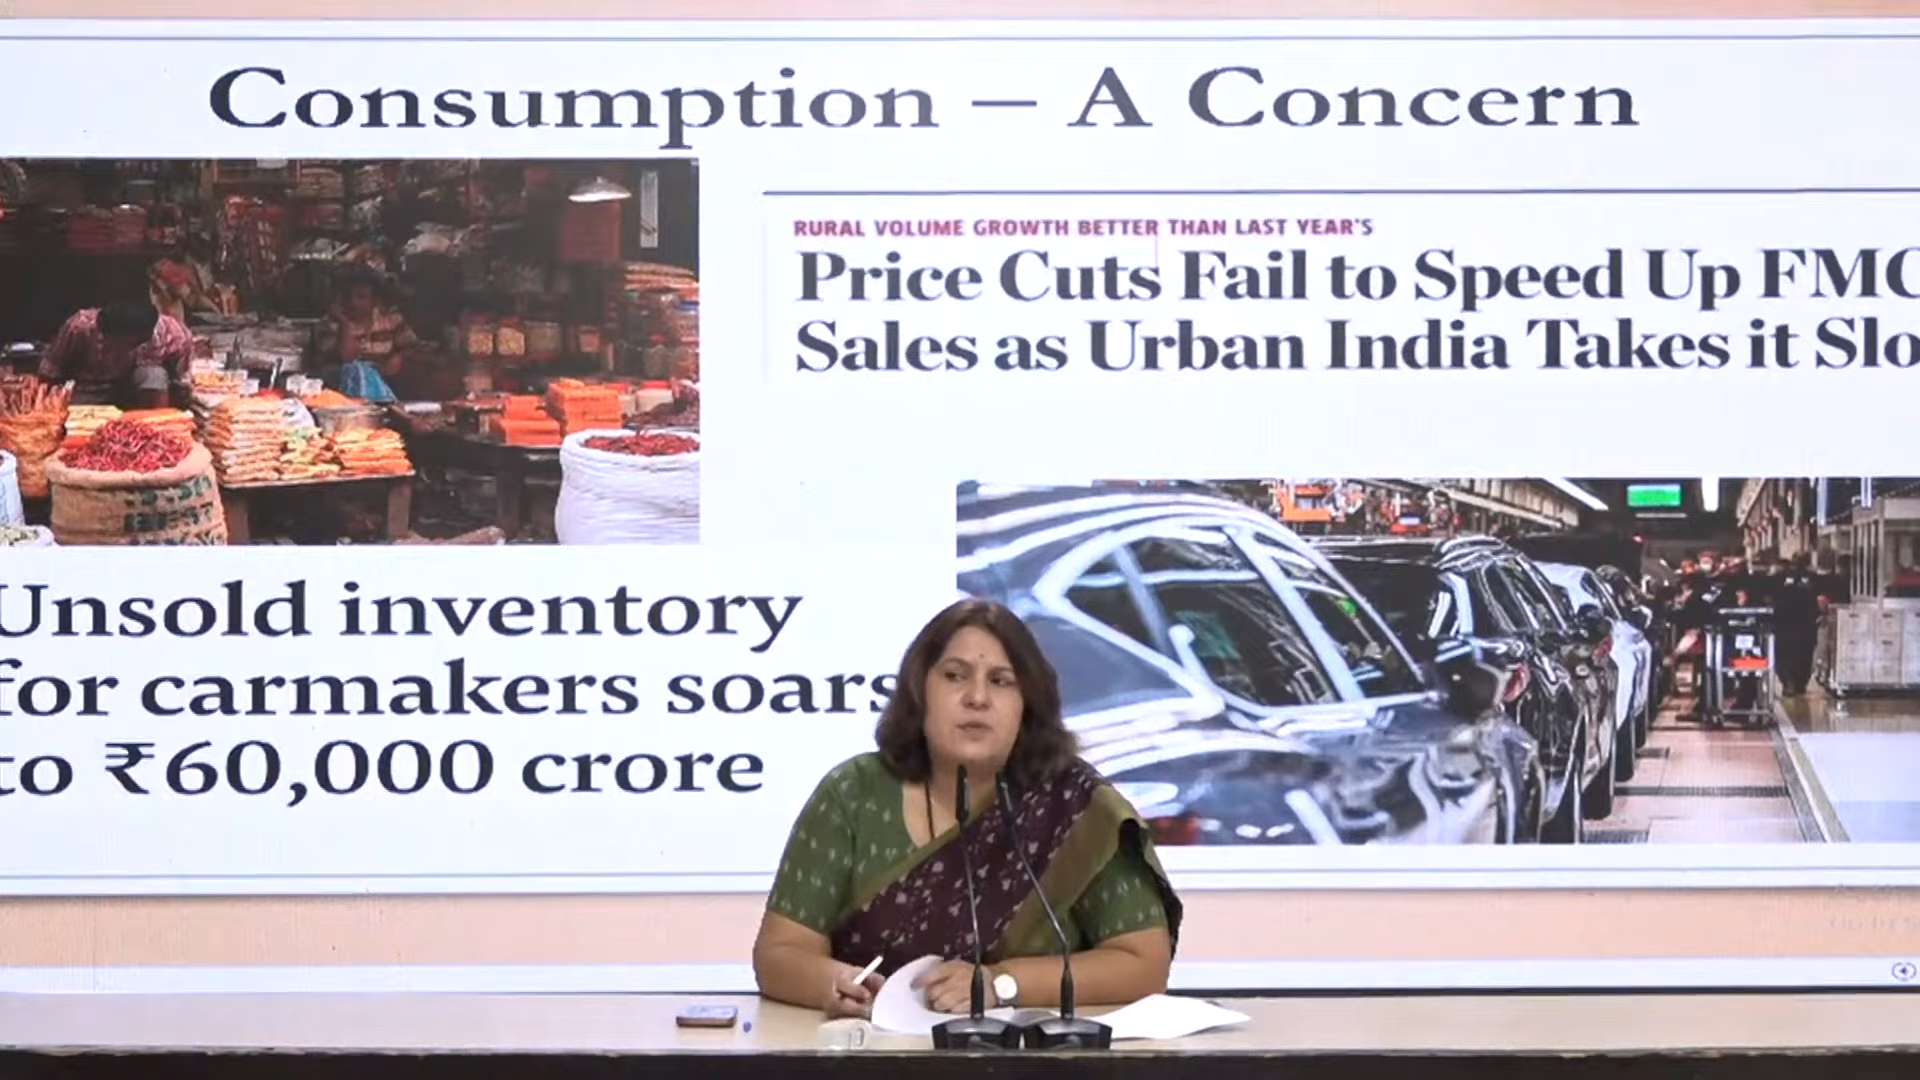 Consumption – A Concern
RURAL VOLUME GROWTH BETTER THAN LAST YEAR'S
Price Cuts Fail to Speed Up FMC
Sales as Urban India Takes it Slo
Unsold inventory
for carmakers soars
to ₹60,000 crore